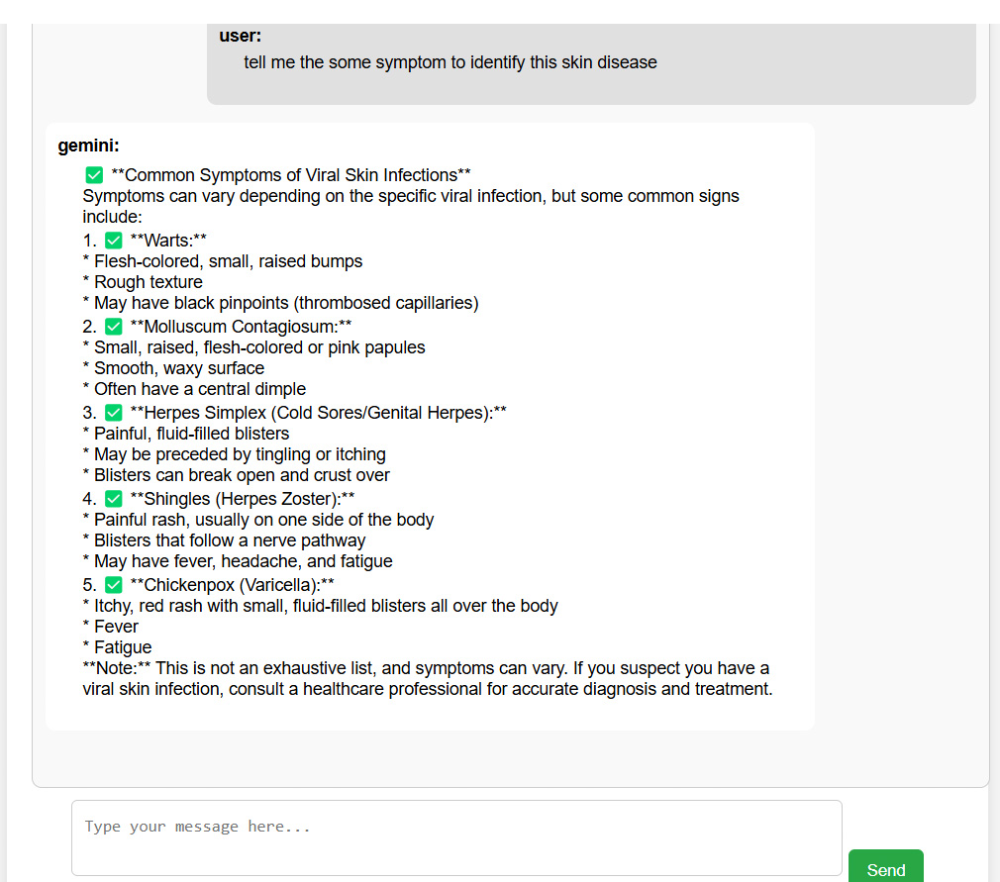 user:
tell me the some symptom to identify this skin disease
gemini:
✅ **Common Symptoms of Viral Skin Infections**
Symptoms can vary depending on the specific viral infection, but some common signs
include:
1. ✅ **Warts:**
* Flesh-colored, small, raised bumps
* Rough texture
* May have black pinpoints (thrombosed capillaries)
2. ✅ **Molluscum Contagiosum:**
* Small, raised, flesh-colored or pink papules
* Smooth, waxy surface
* Often have a central dimple
3. ✅ **Herpes Simplex (Cold Sores/Genital Herpes):**
* Painful, fluid-filled blisters
* May be preceded by tingling or itching
* Blisters can break open and crust over
4. ✅ **Shingles (Herpes Zoster):**
* Painful rash, usually on one side of the body
* Blisters that follow a nerve pathway
* May have fever, headache, and fatigue
5. ✅ **Chickenpox (Varicella):**
* Itchy, red rash with small, fluid-filled blisters all over the body
* Fever
* Fatigue
**Note:** This is not an exhaustive list, and symptoms can vary. If you suspect you have a
viral skin infection, consult a healthcare professional for accurate diagnosis and treatment.
Type your message here...
Send